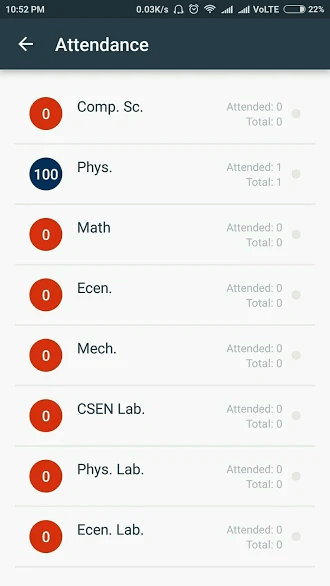 10:52 PM 0.03K/s VoLTE 22%
Attendance
0 Comp. Sc. Attended: 0
Total: 0
100 Phys. Attended: 1
Total: 1
0 Math Attended: 0
Total: 0
0 Ecen. Attended: 0
Total: 0
0 Mech. Attended: 0
Total: 0
0 CSEN Lab. Attended: 0
Total: 0
0 Phys. Lab. Attended: 0
Total: 0
0 Ecen. Lab. Attended: 0
Total: 0